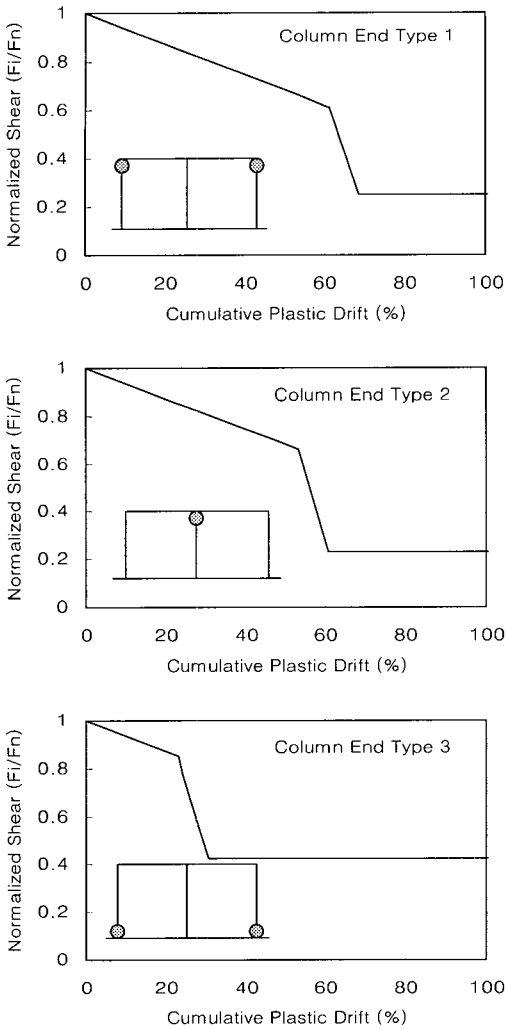 Column End Type 1
Normalized Shear (Fi/Fn)
1
0.8
0.6
0.4
0.2
0
0 20 40 60 80 100
Cumulative Plastic Drift (%)
Column End Type 2
Normalized Shear (Fi/Fn)
1
0.8
0.6
0.4
0.2
0
0 20 40 60 80 100
Cumulative Plastic Drift (%)
Column End Type 3
Normalized Shear (Fi/Fn)
1
0.8
0.6
0.4
0.2
0
0 20 40 60 80 100
Cumulative Plastic Drift (%)